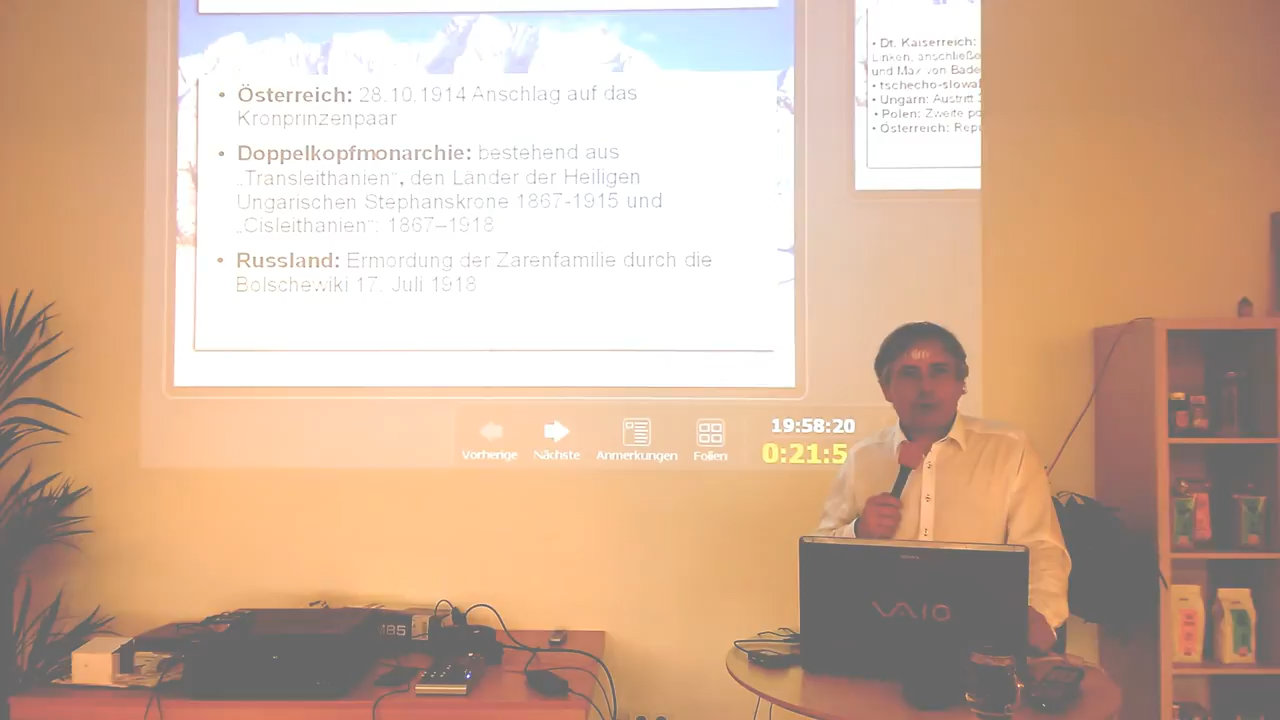 • Österreich: 28.10.1914 Anschlag auf das
Kronprinzenpaar
• Doppelkopfmonarchie: bestehend aus
„Transleithanien“, den Länder der Heiligen
Ungarischen Stephanskrone 1867-1915 und
„Cisleithanien“: 1867–1918
• Russland: Ermordung der Zarenfamilie durch die
Bolschewiki 17. Juli 1918
• Dt. Kaiserreich:
Linken, anschließe
und Max von Bade
• tschecho-slowa
• Ungarn: Austritt
• Polen: Zweite
• Österreich: Rep
Vorherige
Nächste
Anmerkungen
Folien
19:58:20
0:21:5
VAIO